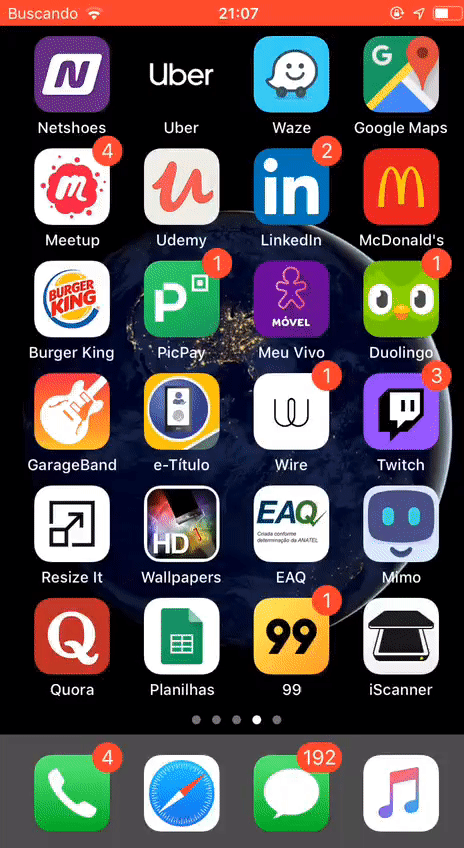 Buscando 21:07
Netshoes Uber Uber Waze G Google Maps
4 2
Meetup Udemy in LinkedIn McDonald's
1 1
BURGER KING Burger King PicPay MÓVEL Meu Vivo Duolingo
1 3
GarageBand e-Título Wire Twitch
Resize It HD Wallpapers EAQ Criada conforme determinação da ANATEL EAQ Mimo
1
Quora Planilhas 99 99 iScanner
4 192